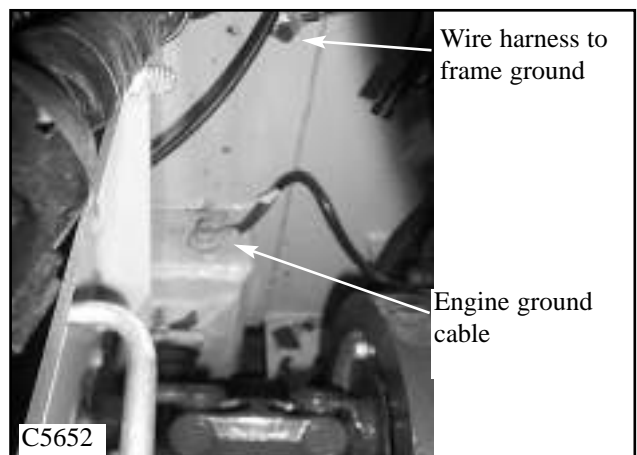 Wire harness to
frame ground
Engine ground
cable
C5652